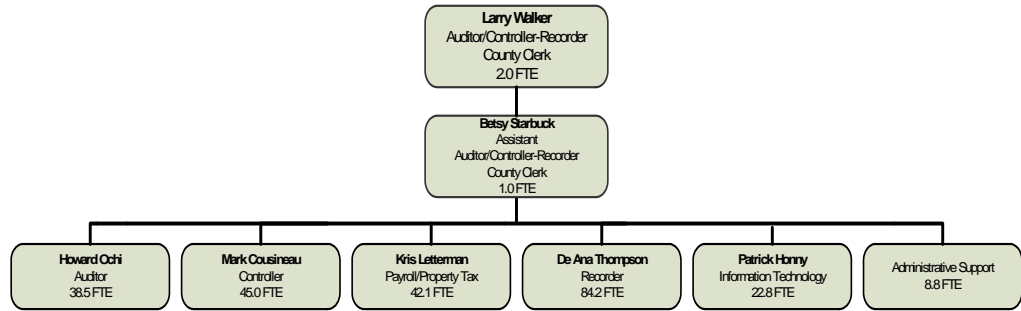 Larry Walker
Auditor/Controller-Recorder
County Clerk
2.0 FTE
Betsy Starbuck
Assistant
Auditor/Controller-Recorder
County Clerk
1.0 FTE
Howard Ochi
Auditor
38.5 FTE
Mark Cousineau
Controller
45.0 FTE
Kris Letterman
Payroll/Property Tax
42.1 FTE
De Ana Thompson
Recorder
84.2 FTE
Patrick Honny
Information Technology
22.8 FTE
Administrative Support
8.8 FTE